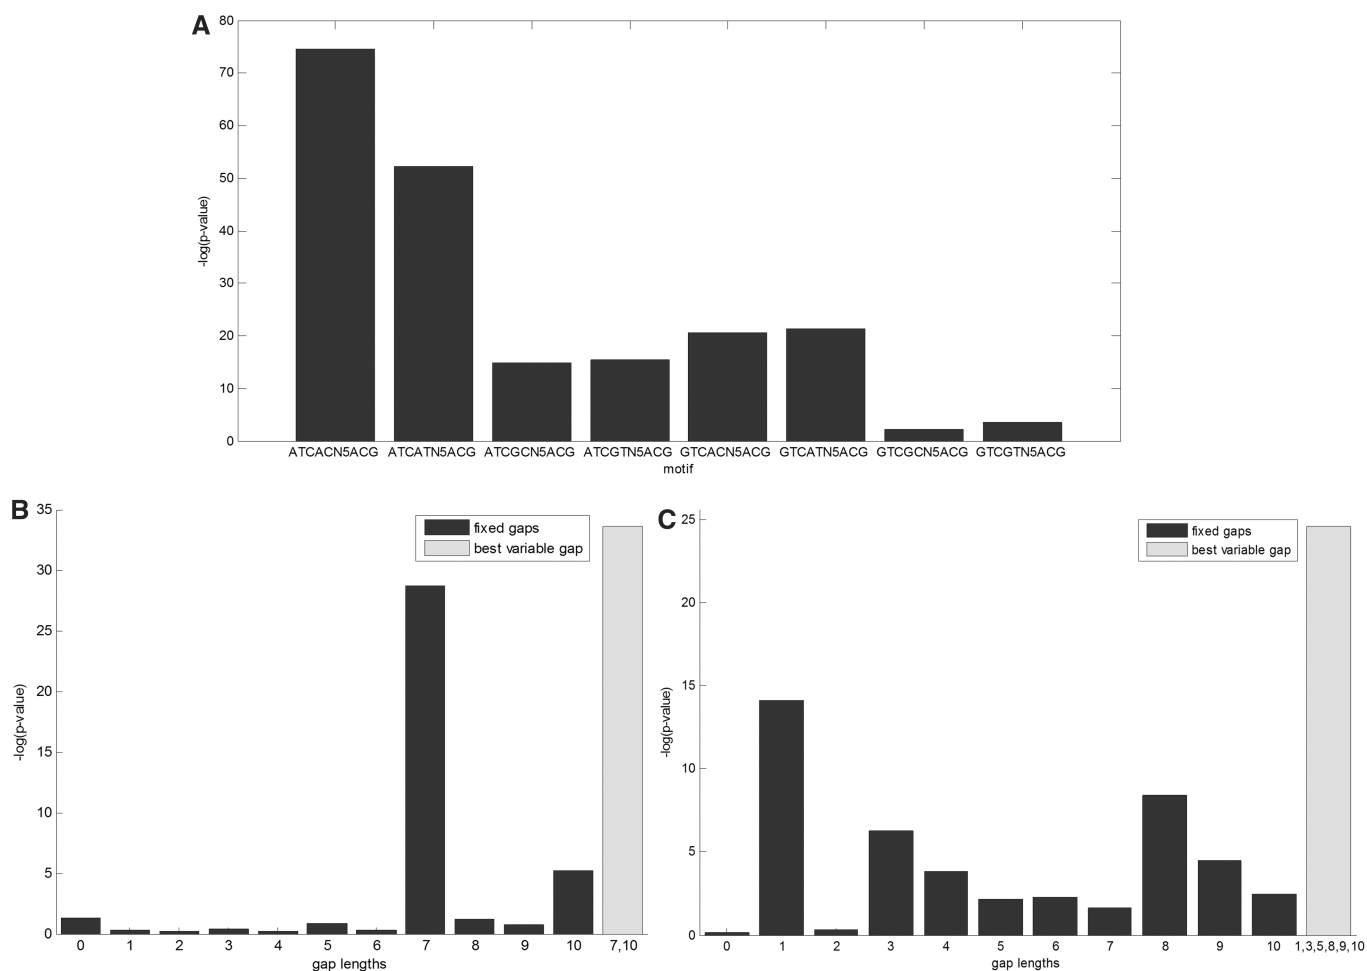 A
80
70
60
50
40
30
20
10
0
-log(p-value)
ATCACN5ACG ATCATN5ACG ATCGCN5ACG ATCGTN5ACG GTCACN5ACG GTCATN5ACG GTCGCN5ACG GTCGTN5ACG
motif
B
35
30
25
20
15
10
5
0
-log(p-value)
fixed gaps
best variable gap
0 1 2 3 4 5 6 7 8 9 10 7,10
gap lengths
C
25
20
15
10
5
0
-log(p-value)
fixed gaps
best variable gap
0 1 2 3 4 5 6 7 8 9 10 1,3,5,8,9,10
gap lengths